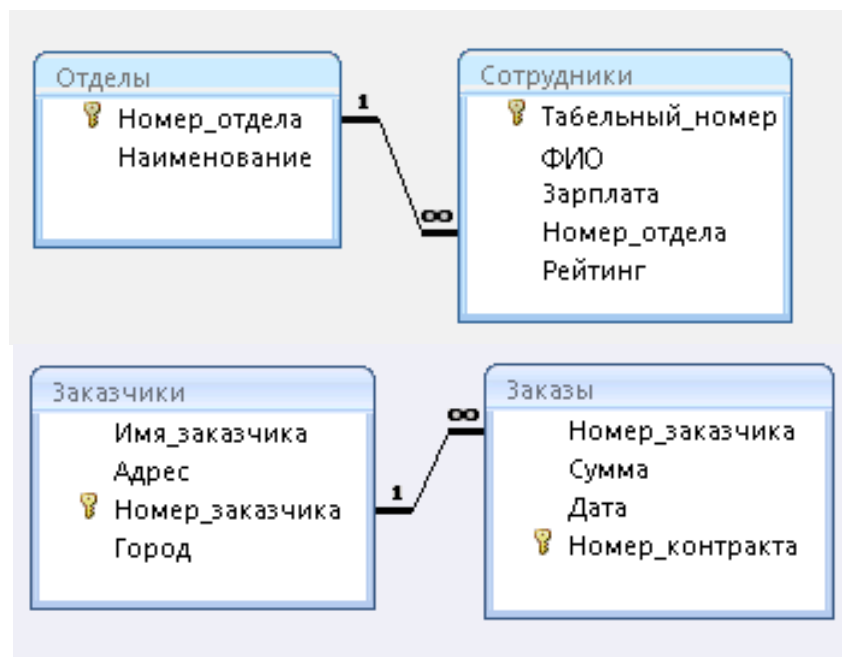 Отделы
Номер_отдела
Наименование
1
∞
Сотрудники
Табельный_номер
ФИО
Зарплата
Номер_отдела
Рейтинг
Заказчики
Имя_заказчика
Адрес
Номер_заказчика
Город
1
∞
Заказы
Номер_заказчика
Сумма
Дата
Номер_контракта